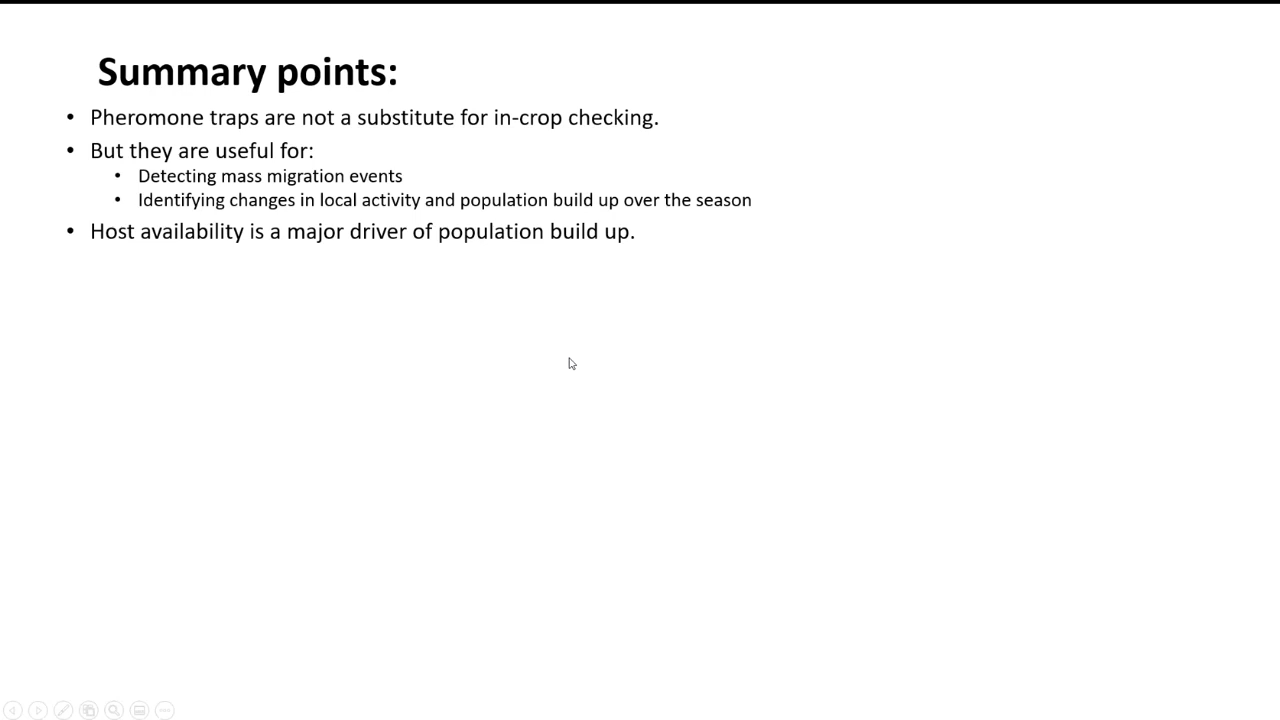 Summary points:
• Pheromone traps are not a substitute for in-crop checking.
• But they are useful for:
• Detecting mass migration events
• Identifying changes in local activity and population build up over the season
• Host availability is a major driver of population build up.